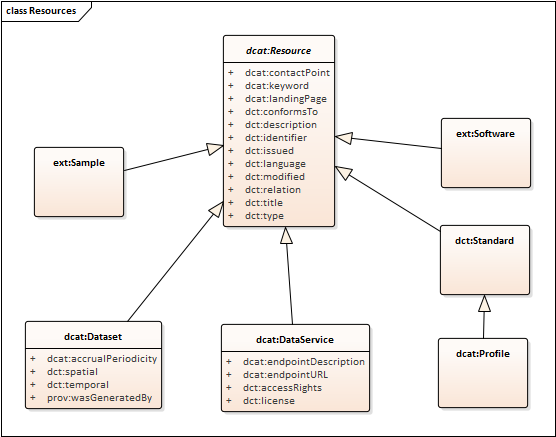 class Resources
dcat:Resource
+ dcat:contactPoint
+ dcat:keyword
+ dcat:landingPage
+ dct:conformsTo
+ dct:description
+ dct:identifier
+ dct:issued
+ dct:language
+ dct:modified
+ dct:relation
+ dct:title
+ dct:type
ext:Software
ext:Sample
dct:Standard
dcat:Dataset
+ dcat:accrualPeriodicity
+ dct:spatial
+ dct:temporal
+ prov:wasGeneratedBy
dcat:DataService
+ dcat:endpointDescription
+ dcat:endpointURL
+ dct:accessRights
+ dct:license
dcat:Profile